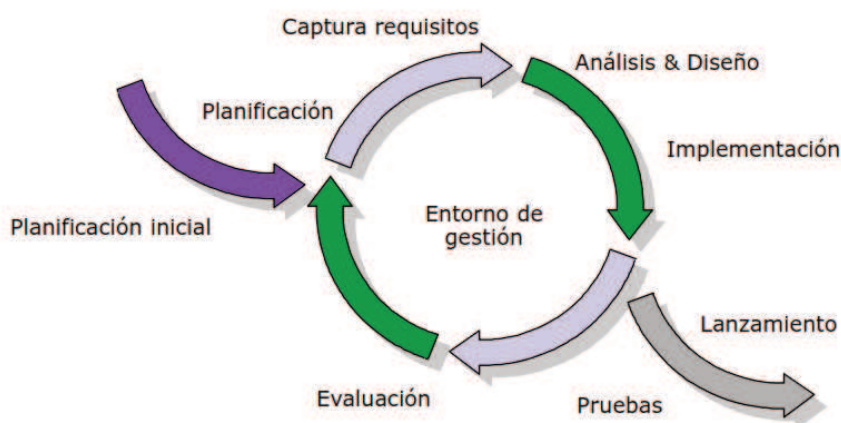 Captura requisitos
Análisis & Diseño
Planificación
Implementación
Planificación inicial
Entorno de
gestión
Lanzamiento
Evaluación
Pruebas